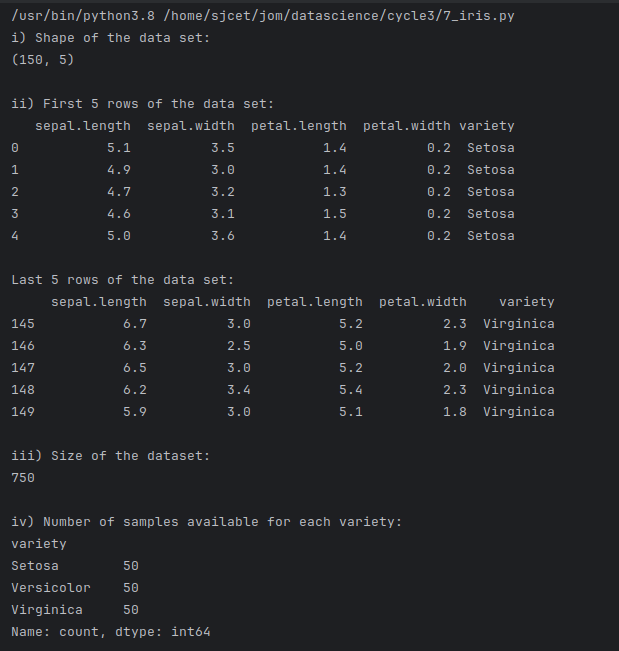 /usr/bin/python3.8 /home/sjcet/jom/datascience/cycle3/7_iris.py
i) Shape of the data set:
(150, 5)

ii) First 5 rows of the data set:
   sepal.length  sepal.width  petal.length  petal.width variety
0           5.1          3.5           1.4          0.2  Setosa
1           4.9          3.0           1.4          0.2  Setosa
2           4.7          3.2           1.3          0.2  Setosa
3           4.6          3.1           1.5          0.2  Setosa
4           5.0          3.6           1.4          0.2  Setosa

Last 5 rows of the data set:
     sepal.length  sepal.width  petal.length  petal.width    variety
145           6.7          3.0           5.2          2.3  Virginica
146           6.3          2.5           5.0          1.9  Virginica
147           6.5          3.0           5.2          2.0  Virginica
148           6.2          3.4           5.4          2.3  Virginica
149           5.9          3.0           5.1          1.8  Virginica

iii) Size of the dataset:
750

iv) Number of samples available for each variety:
variety
Setosa        50
Versicolor    50
Virginica     50
Name: count, dtype: int64